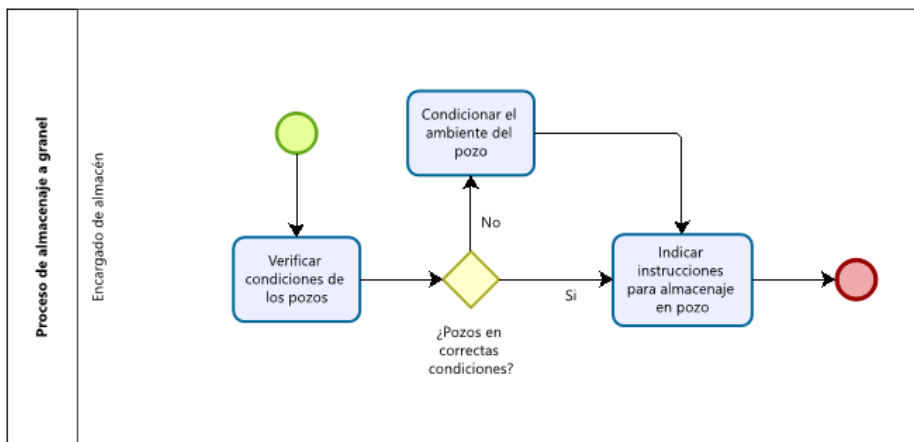 Proceso de almacenaje a granel
Encargado de almacén
Verificar
condiciones de
los pozos
¿Pozos en
correctas
condiciones?
No
Condicionar el
ambiente del
pozo
Si
Indicar
instrucciones
para almacenaje
en pozo